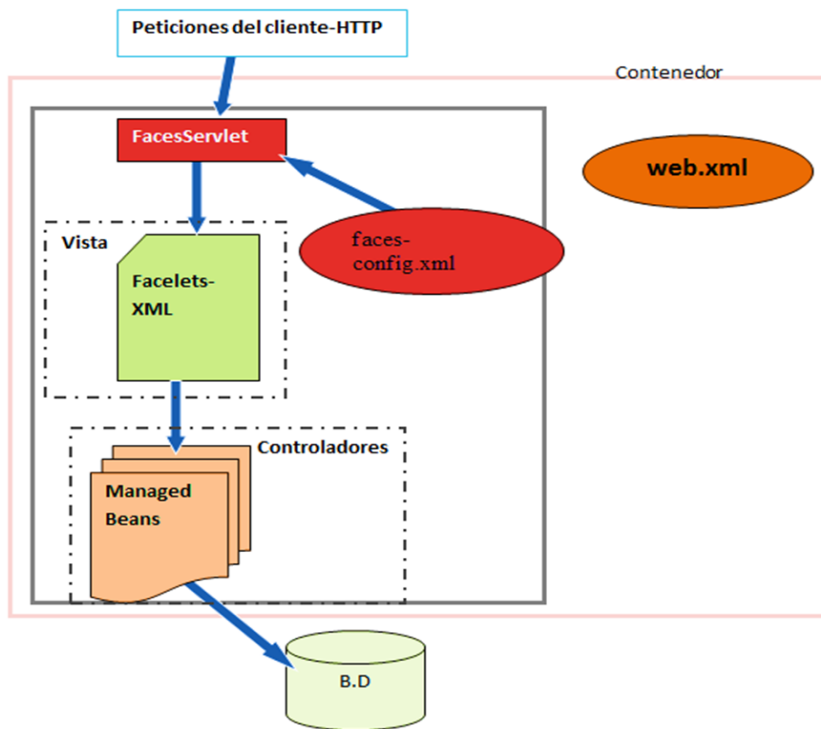 Peticiones del cliente-HTTP
Contenedor
FacesServlet
web.xml
Vista
faces-
config.xml
Facelets-
XML
Controladores
Managed
Beans
B.D